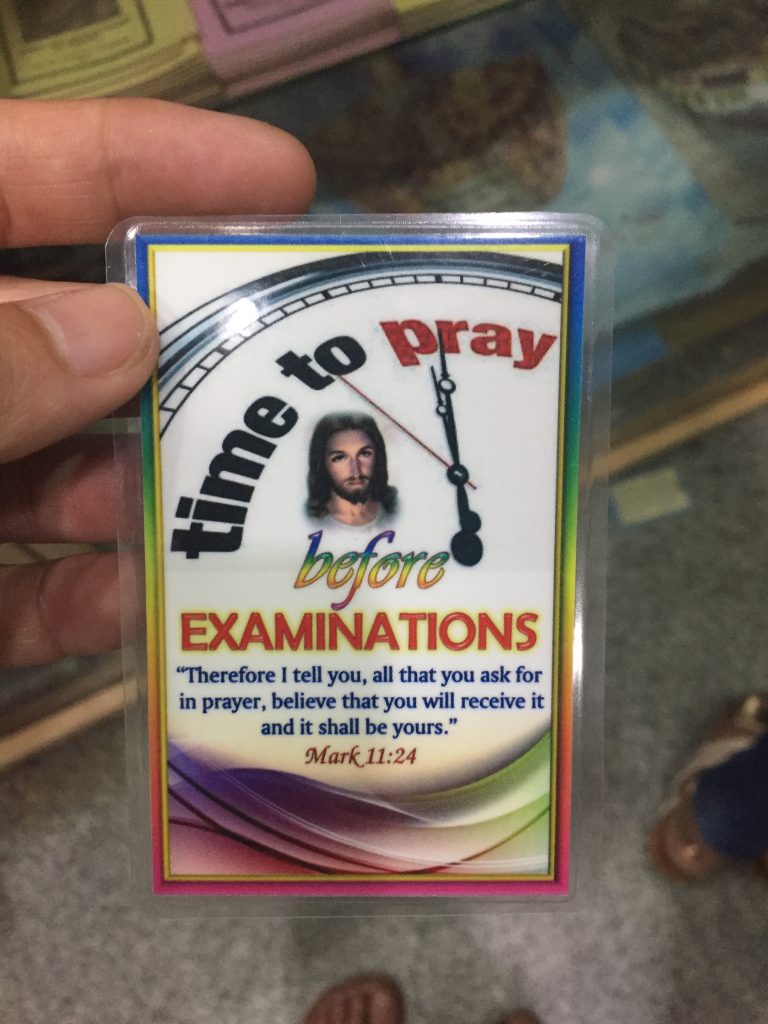 time to pray
before
EXAMINATIONS
“Therefore I tell you, all that you ask for
in prayer, believe that you will receive it
and it shall be yours.”
Mark 11:24